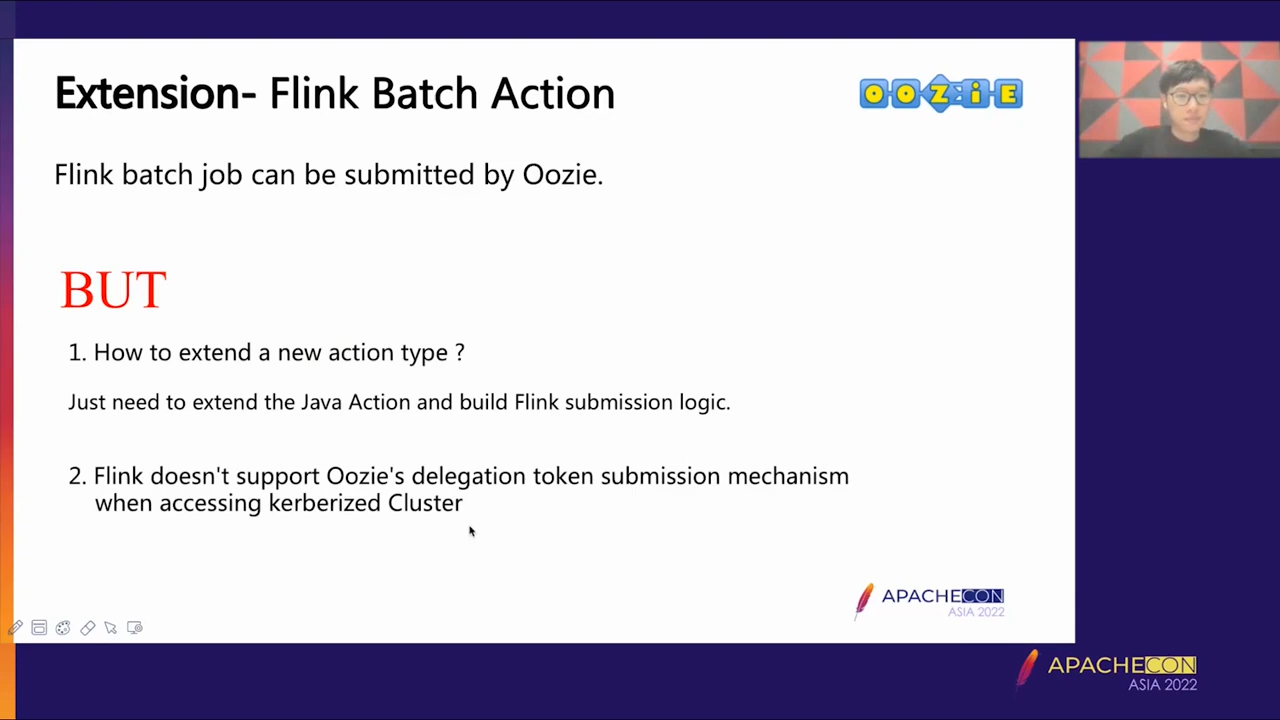 Extension- Flink Batch Action
OOZiE
Flink batch job can be submitted by Oozie.
BUT
1. How to extend a new action type ?
Just need to extend the Java Action and build Flink submission logic.
2. Flink doesn't support Oozie's delegation token submission mechanism
when accessing kerberized Cluster
APACHECON
ASIA 2022
APACHECON
ASIA 2022